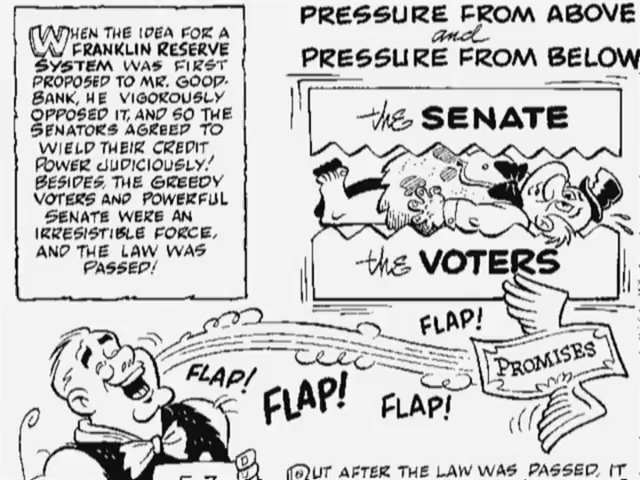 WHEN THE IDEA FOR A
FRANKLIN RESERVE
SYSTEM WAS FIRST
PROPOSED TO MR. GOOD-
BANK, HE VIGOROUSLY
OPPOSED IT, AND SO THE
SENATORS AGREED TO
WIELD THEIR CREDIT
POWER JUDICIOUSLY!
BESIDES, THE GREEDY
VOTERS AND POWERFUL
SENATE WERE AN
IRRESISTIBLE FORCE,
AND THE LAW WAS
PASSED!
PRESSURE FROM ABOVE
and
PRESSURE FROM BELOW
the SENATE
the VOTERS
FLAP!
PROMISES
FLAP!
FLAP!
FLAP!
BUT AFTER THE LAW WAS PASSED, IT